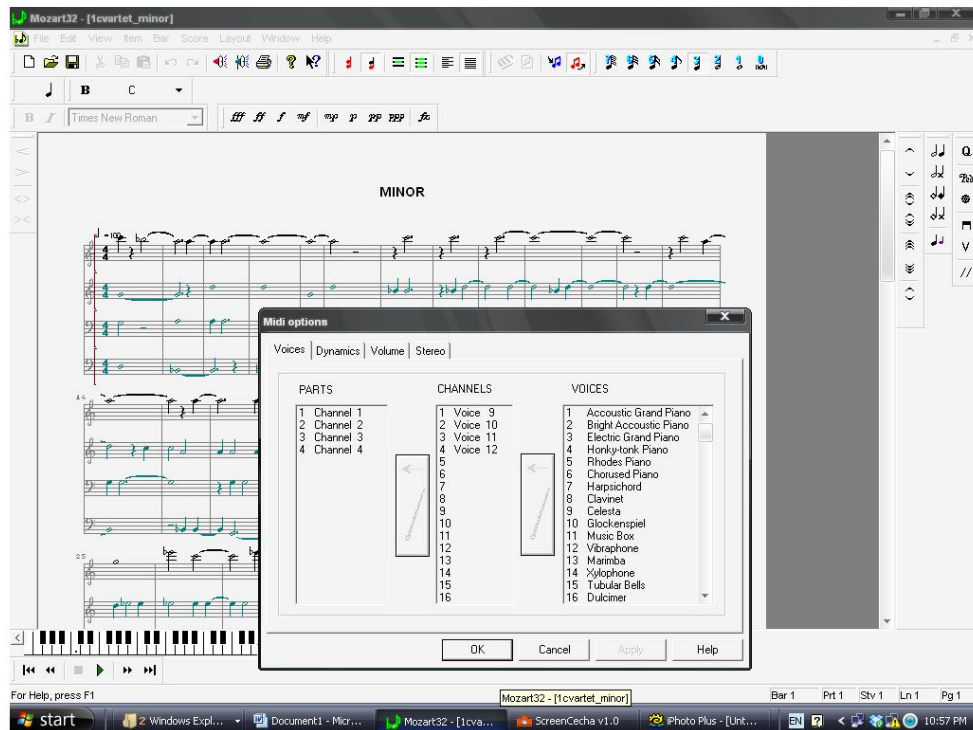 Mozart32 - [1cvartet_minor]
File Edit View Item Bar Score Layout Window Help
B C
B I Times New Roman fff ff f mf mp p pp ppp fz
MINOR
♩ = 100
14
25
Midi options
Voices Dynamics Volume Stereo
PARTS CHANNELS VOICES
1 Channel 1 1 Voice 9 1 Accoustic Grand Piano
2 Channel 2 2 Voice 10 2 Bright Accoustic Piano
3 Channel 3 3 Voice 11 3 Electric Grand Piano
4 Channel 4 4 Voice 12 4 Honky-tonk Piano
5 5 Rhodes Piano
6 6 Chorused Piano
7 7 Harpsichord
8 8 Clavinet
9 9 Celesta
10 10 Glockenspiel
11 11 Music Box
12 12 Vibraphone
13 13 Marimba
14 14 Xylophone
15 15 Tubular Bells
16 16 Dulcimer
OK Cancel Apply Help
Mozart32 - [1cvartet_minor]
For Help, press F1 Bar 1 Prt 1 Stv 1 Ln 1 Pg 1
start 2 Windows Expl... Document1 - Micr... Mozart32 - [1cva... ScreenCecha v1.0 iPhoto Plus - [Unt... EN 10:57 PM